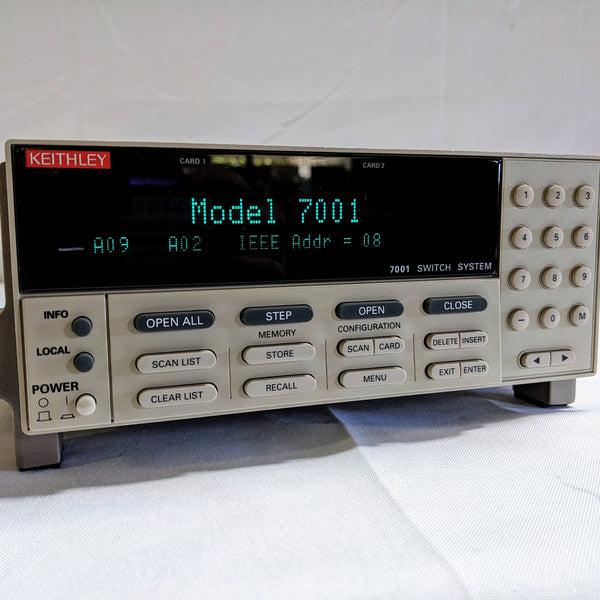 KEITHLEY
CARD 1 CARD 2
Model 7001
A09 A02 IEEE Addr = 08
7001 SWITCH SYSTEM
1 2 3
4 5 6
7 8 9
- 0 M
INFO
LOCAL
POWER
OPEN ALL STEP OPEN CLOSE
MEMORY CONFIGURATION
SCAN LIST STORE SCAN CARD DELETE INSERT
CLEAR LIST RECALL MENU EXIT ENTER